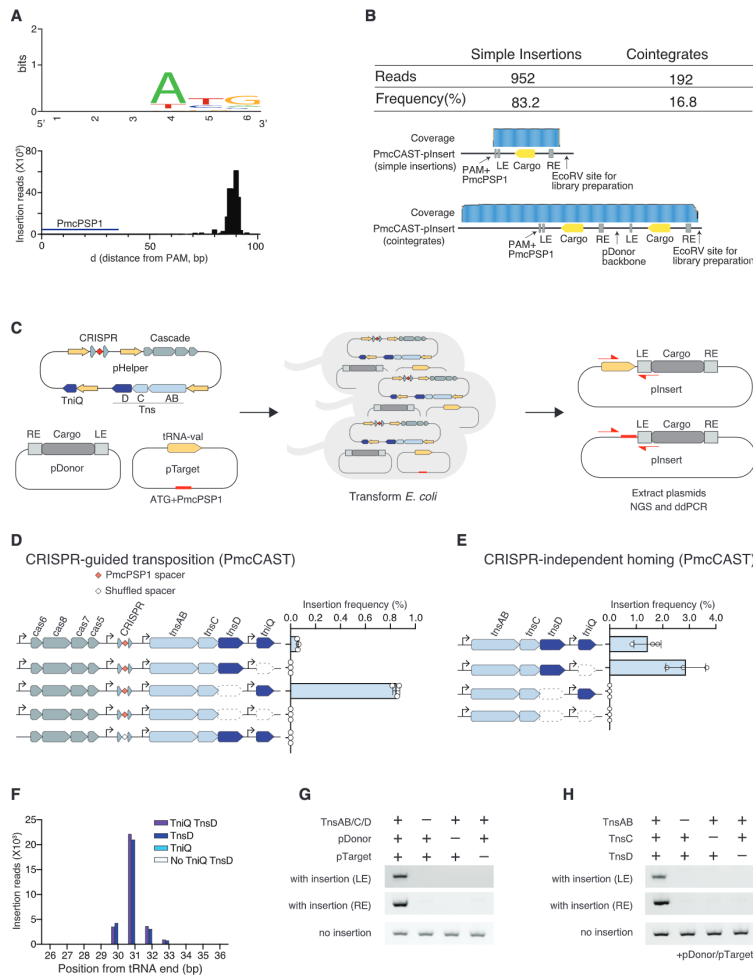 A
bits
2
1
0
5'
1
2
3
4
5
6
3'
A
T
T
G
Insertion reads (X10³)
80
60
40
20
0
PmcPSP1
0
50
100
d (distance from PAM, bp)
B
Simple Insertions
Cointegrates
Reads
952
192
Frequency(%)
83.2
16.8
Coverage
PmcCAST-pInsert
(simple insertions)
LE
Cargo
RE
PAM+
PmcPSP1
EcoRV site for
library preparation
Coverage
PmcCAST-pInsert
(cointegrates)
LE
Cargo
RE
LE
Cargo
RE
PAM+
PmcPSP1
pDonor
backbone
EcoRV site for
library preparation
C
CRISPR
Cascade
pHelper
TniQ
D
C
AB
Tns
RE
Cargo
LE
pDonor
tRNA-val
pTarget
ATG+PmcPSP1
Transform E. coli
LE
Cargo
RE
pInsert
LE
Cargo
RE
pInsert
Extract plasmids
NGS and ddPCR
D
CRISPR-guided transposition (PmcCAST)
PmcPSP1 spacer
Shuffled spacer
cas6
cas8
cas7
cas5
CRISPR
tnsAB
tnsC
tnsD
tniQ
Insertion frequency (%)
0.0
0.2
0.4
0.6
0.8
1.0
E
CRISPR-independent homing (PmcCAST)
tnsAB
tnsC
tnsD
tniQ
Insertion frequency (%)
0.0
1.0
2.0
3.0
4.0
F
Insertion reads (X10³)
25
20
15
10
5
0
TniQ TnsD
TnsD
TniQ
No TniQ TnsD
26
27
28
29
30
31
32
33
34
35
36
Position from tRNA end (bp)
G
TnsAB/C/D + – + +
pDonor + + – +
pTarget + + + –
with insertion (LE)
with insertion (RE)
no insertion
H
TnsAB + – + +
TnsC + + – +
TnsD + + + –
with insertion (LE)
with insertion (RE)
no insertion
+pDonor/pTarget